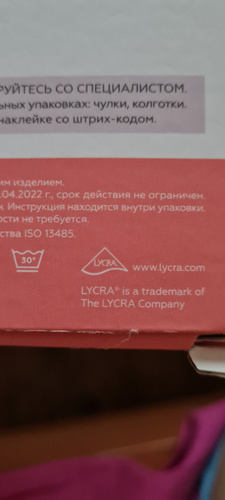 РУЙТЕСЬ СО СПЕЦИАЛИСТОМ.
ьных упаковках: чулки, колготки.
наклейке со штрих-кодом.
им изделием.
.04.2022 г., срок действия не ограничен.
и. Инструкция находится внутри упаковки.
ости не требуется.
ства ISO 13485.
30°
LYCRA
www.lycra.com
LYCRA® is a trademark of
The LYCRA Company